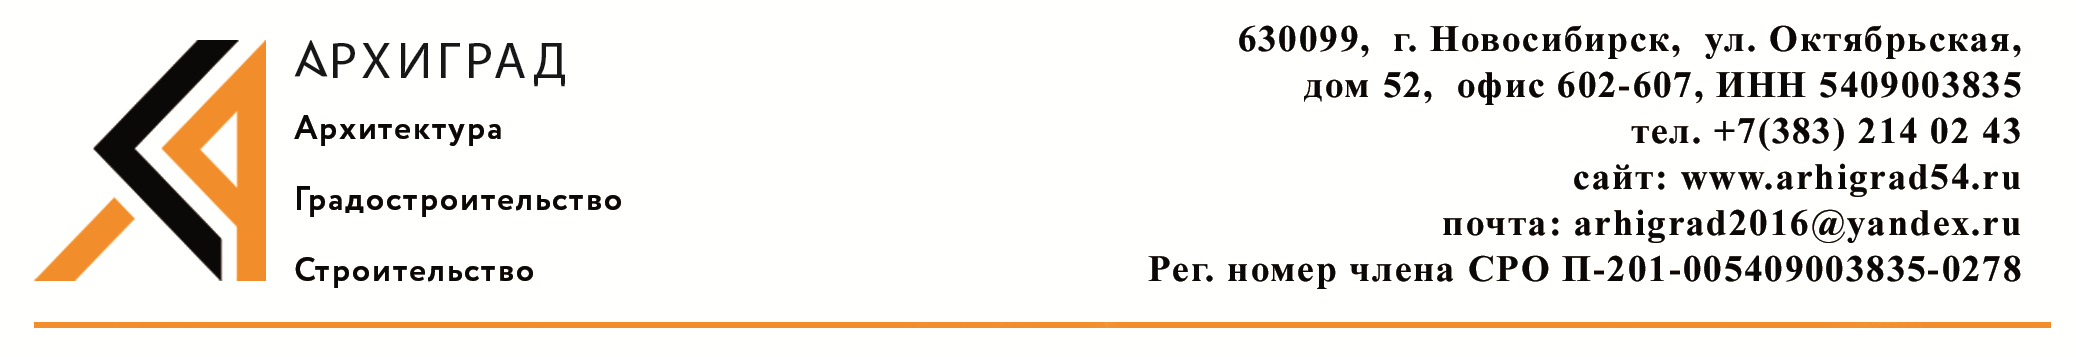 АРХИГРАД
Архитектура
Градостроительство
Строительство
630099, г. Новосибирск, ул. Октябрьская,
дом 52, офис 602-607, ИНН 5409003835
тел. +7(383) 214 02 43
сайт: www.arhigrad54.ru
почта: arhigrad2016@yandex.ru
Рег. номер члена СРО П-201-005409003835-0278